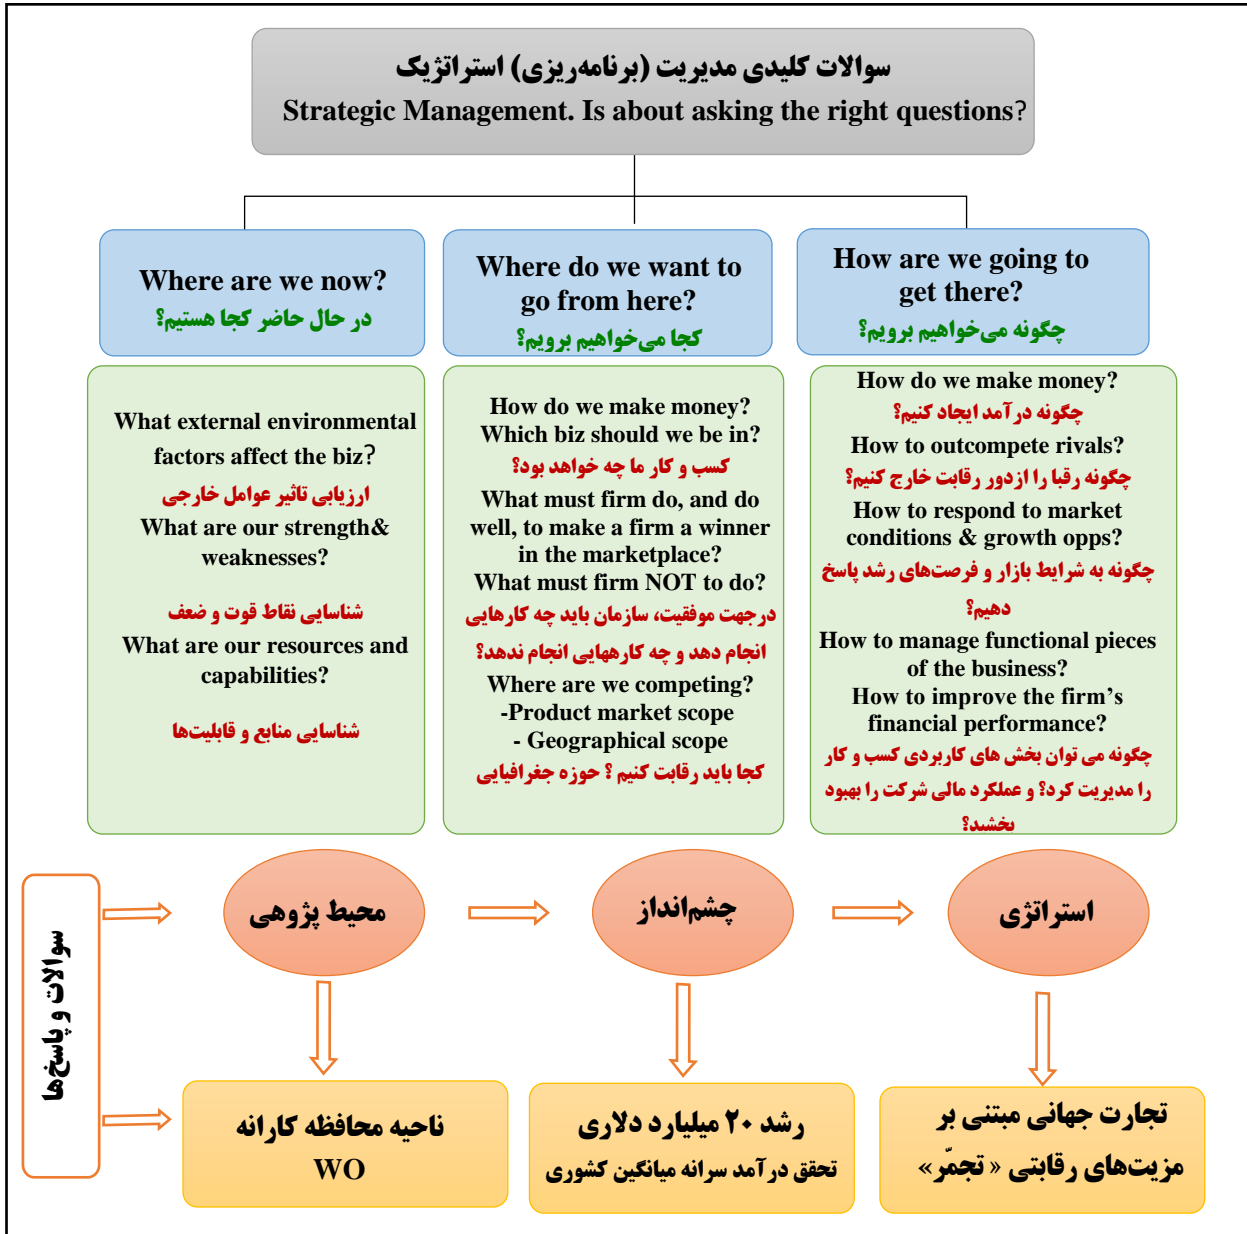 سوالات کلیدی مدیریت (برنامه‌ریزی) استراتژیک
Strategic Management. Is about asking the right questions?
Where are we now?
در حال حاضر کجا هستیم؟
Where do we want to
go from here?
کجا می‌خواهیم برویم؟
How are we going to
get there?
چگونه می‌خواهیم برویم؟
What external environmental
factors affect the biz?
ارزیابی تاثیر عوامل خارجی
What are our strength&
weaknesses?
شناسایی نقاط قوت و ضعف
What are our resources and
capabilities?
شناسایی منابع و قابلیت‌ها
How do we make money?
Which biz should we be in?
کسب و کار ما چه خواهد بود؟
What must firm do, and do
well, to make a firm a winner
in the marketplace?
What must firm NOT to do?
درجهت موفقیت، سازمان باید چه کارهایی
انجام دهد و چه کارههایی انجام ندهد؟
Where are we competing?
-Product market scope
- Geographical scope
کجا باید رقابت کنیم ؟ حوزه جغرافیایی
How do we make money?
چگونه درآمد ایجاد کنیم؟
How to outcompete rivals?
چگونه رقبا را ازدور رقابت خارج کنیم؟
How to respond to market
conditions & growth opps?
چگونه به شرایط بازار و فرصت‌های رشد پاسخ
دهیم؟
How to manage functional pieces
of the business?
How to improve the firm’s
financial performance?
چگونه می توان بخش های کاربردی کسب و کار
را مدیریت کرد؟ و عملکرد مالی شرکت را بهبود
بخشید؟
سوالات و پاسخ‌ها
محیط پژوهی
چشم‌انداز
استراتژی
ناحیه محافظه کارانه
WO
رشد ۲۰ میلیارد دلاری
تحقق درآمد سرانه میانگین کشوری
تجارت جهانی مبتنی بر
مزیت‌های رقابتی « تجمّر»